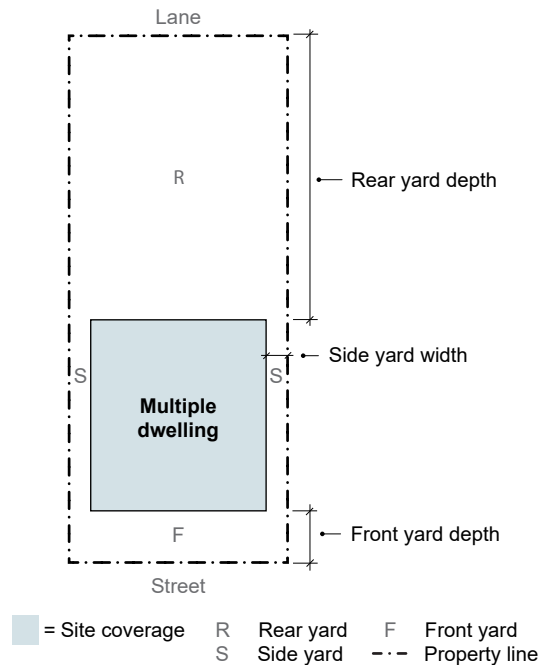 Lane
R
Rear yard depth
Side yard width
S
S
Multiple
dwelling
F
Front yard depth
Street
= Site coverage R Rear yard F Front yard
S Side yard Property line